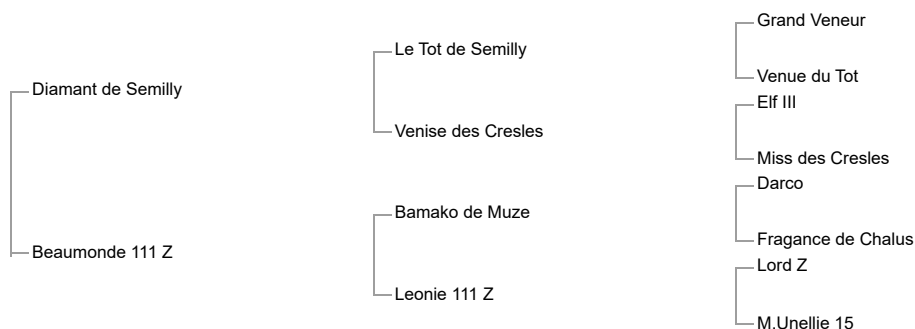 Grand Veneur
Le Tot de Semilly
Venue du Tot
Diamant de Semilly
Elf III
Venise des Cresles
Miss des Cresles
Darco
Bamako de Muze
Fragance de Chalus
Beaumonde 111 Z
Lord Z
Leonie 111 Z
M.Unellie 15